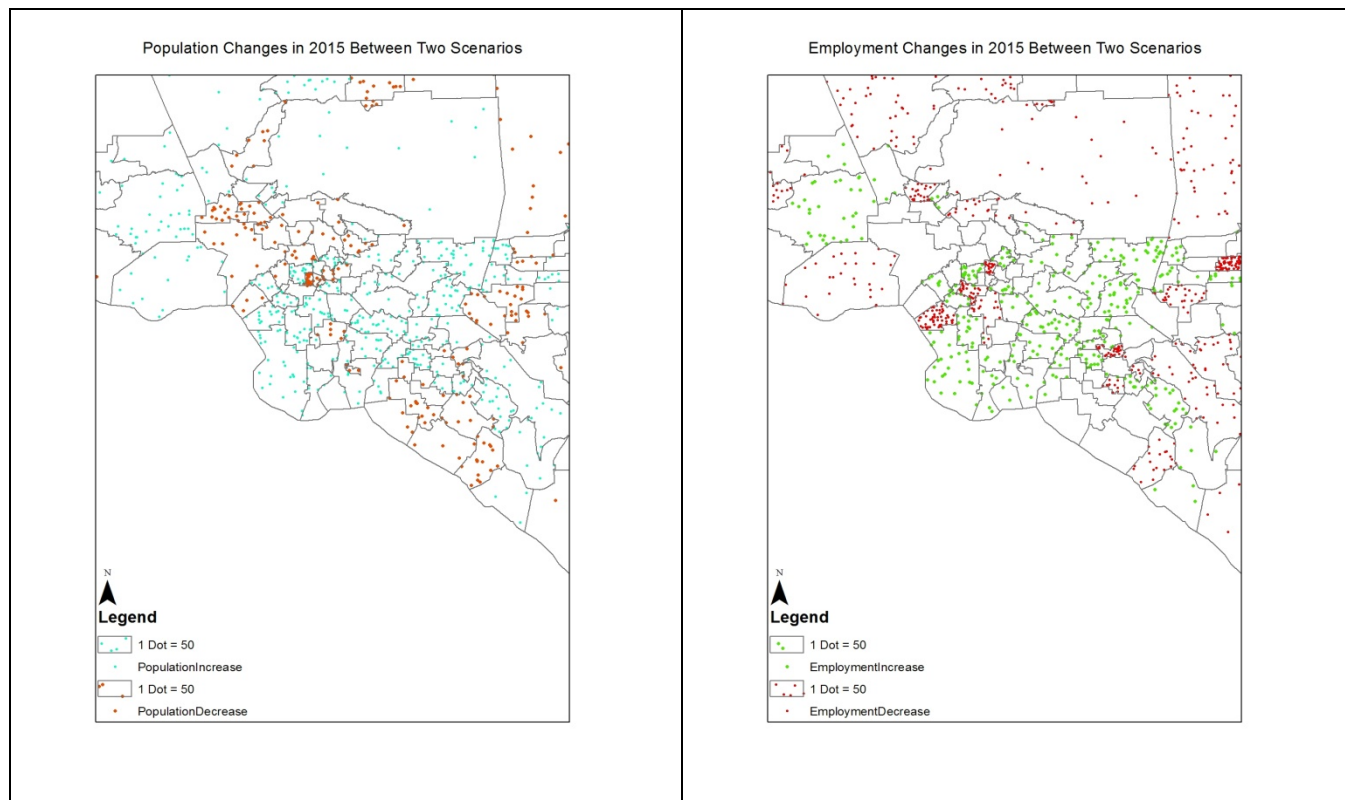 Population Changes in 2015 Between Two Scenarios
N
Legend
1 Dot = 50
PopulationIncrease
1 Dot = 50
PopulationDecrease
Employment Changes in 2015 Between Two Scenarios
N
Legend
1 Dot = 50
EmploymentIncrease
1 Dot = 50
EmploymentDecrease